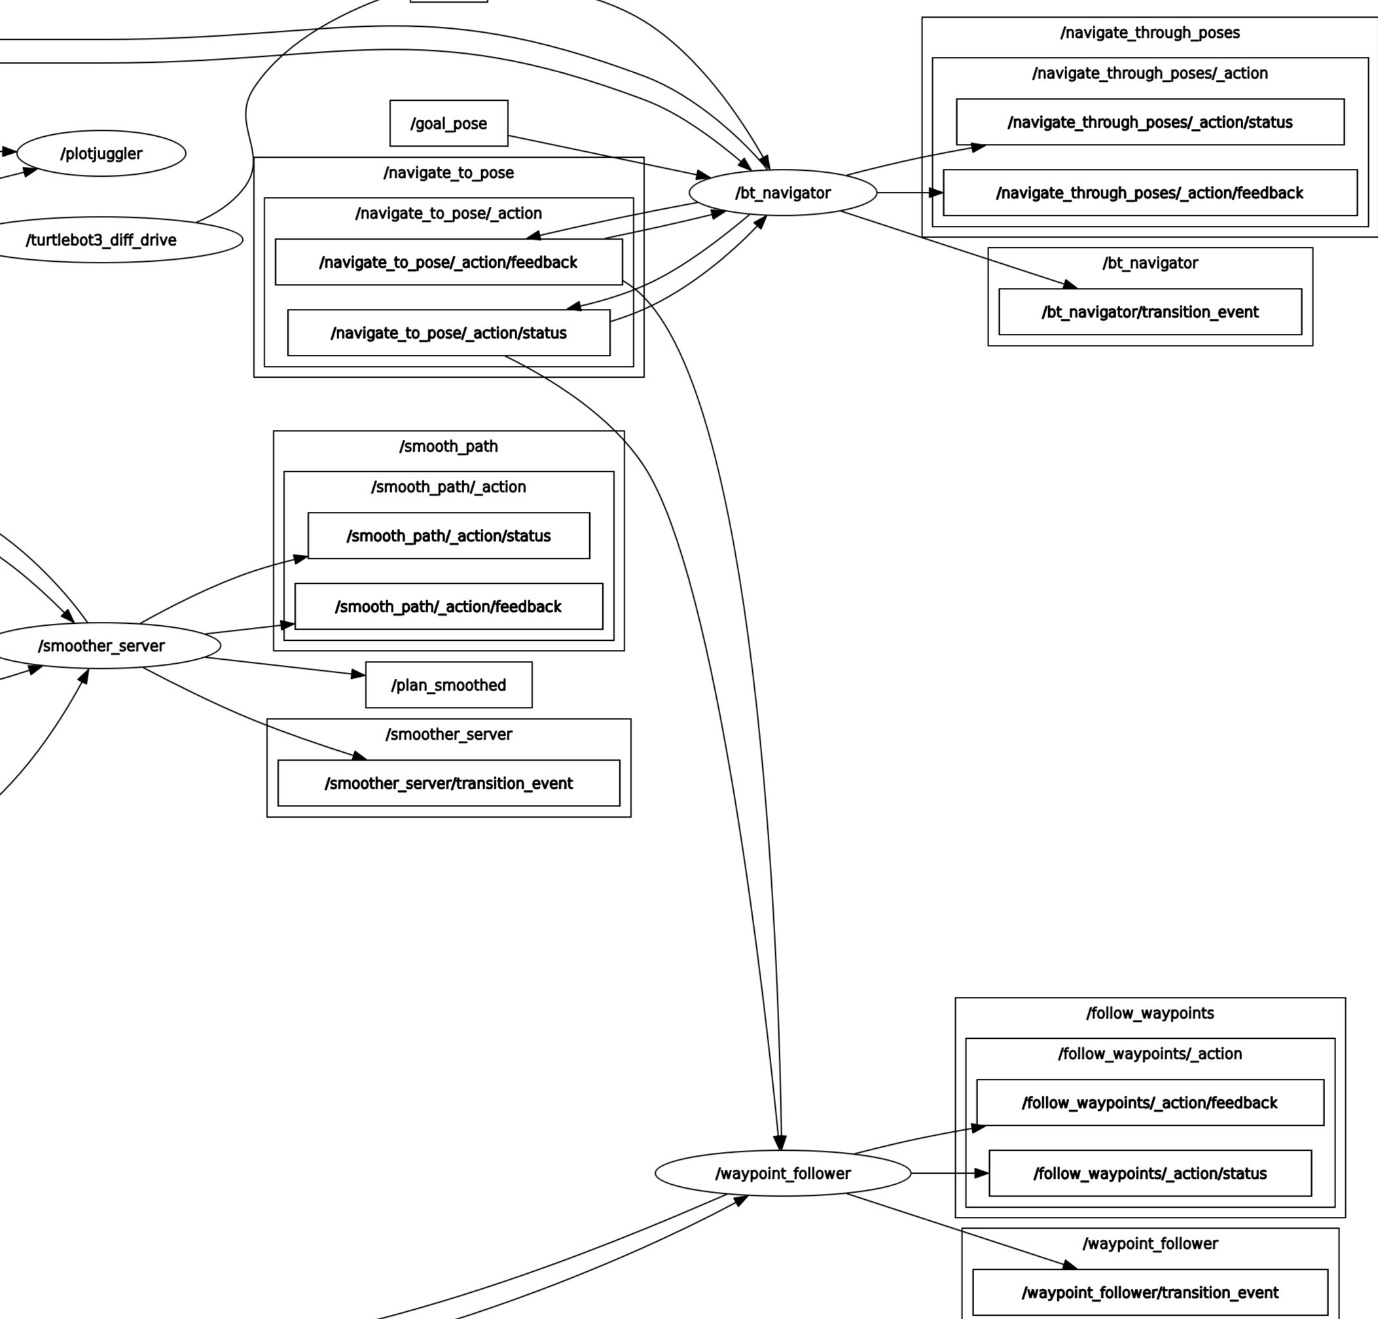 /plotjuggler
/turtlebot3_diff_drive
/goal_pose
/navigate_to_pose
/navigate_to_pose/_action
/navigate_to_pose/_action/feedback
/navigate_to_pose/_action/status
/bt_navigator
/navigate_through_poses
/navigate_through_poses/_action
/navigate_through_poses/_action/status
/navigate_through_poses/_action/feedback
/bt_navigator
/bt_navigator/transition_event
/smooth_path
/smooth_path/_action
/smooth_path/_action/status
/smooth_path/_action/feedback
/smoother_server
/plan_smoothed
/smoother_server
/smoother_server/transition_event
/waypoint_follower
/follow_waypoints
/follow_waypoints/_action
/follow_waypoints/_action/feedback
/follow_waypoints/_action/status
/waypoint_follower
/waypoint_follower/transition_event